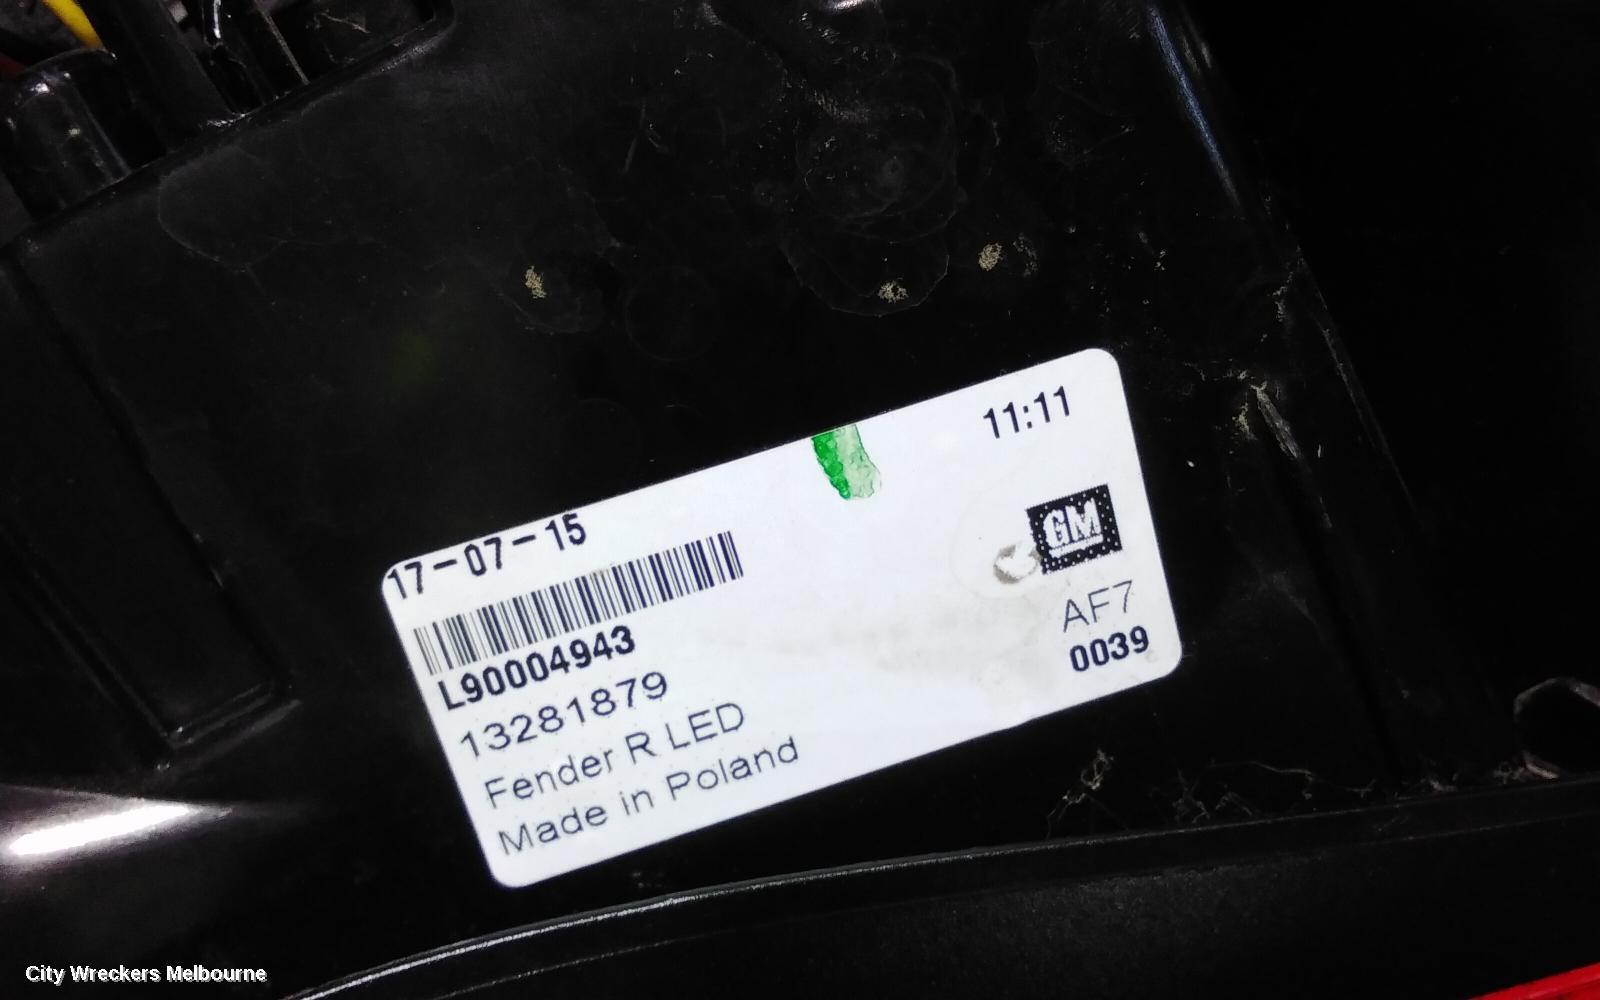 17-07-15
11:11
L90004943
13281879
Fender R LED
Made in Poland
GM
AF7
0039
City Wreckers Melbourne